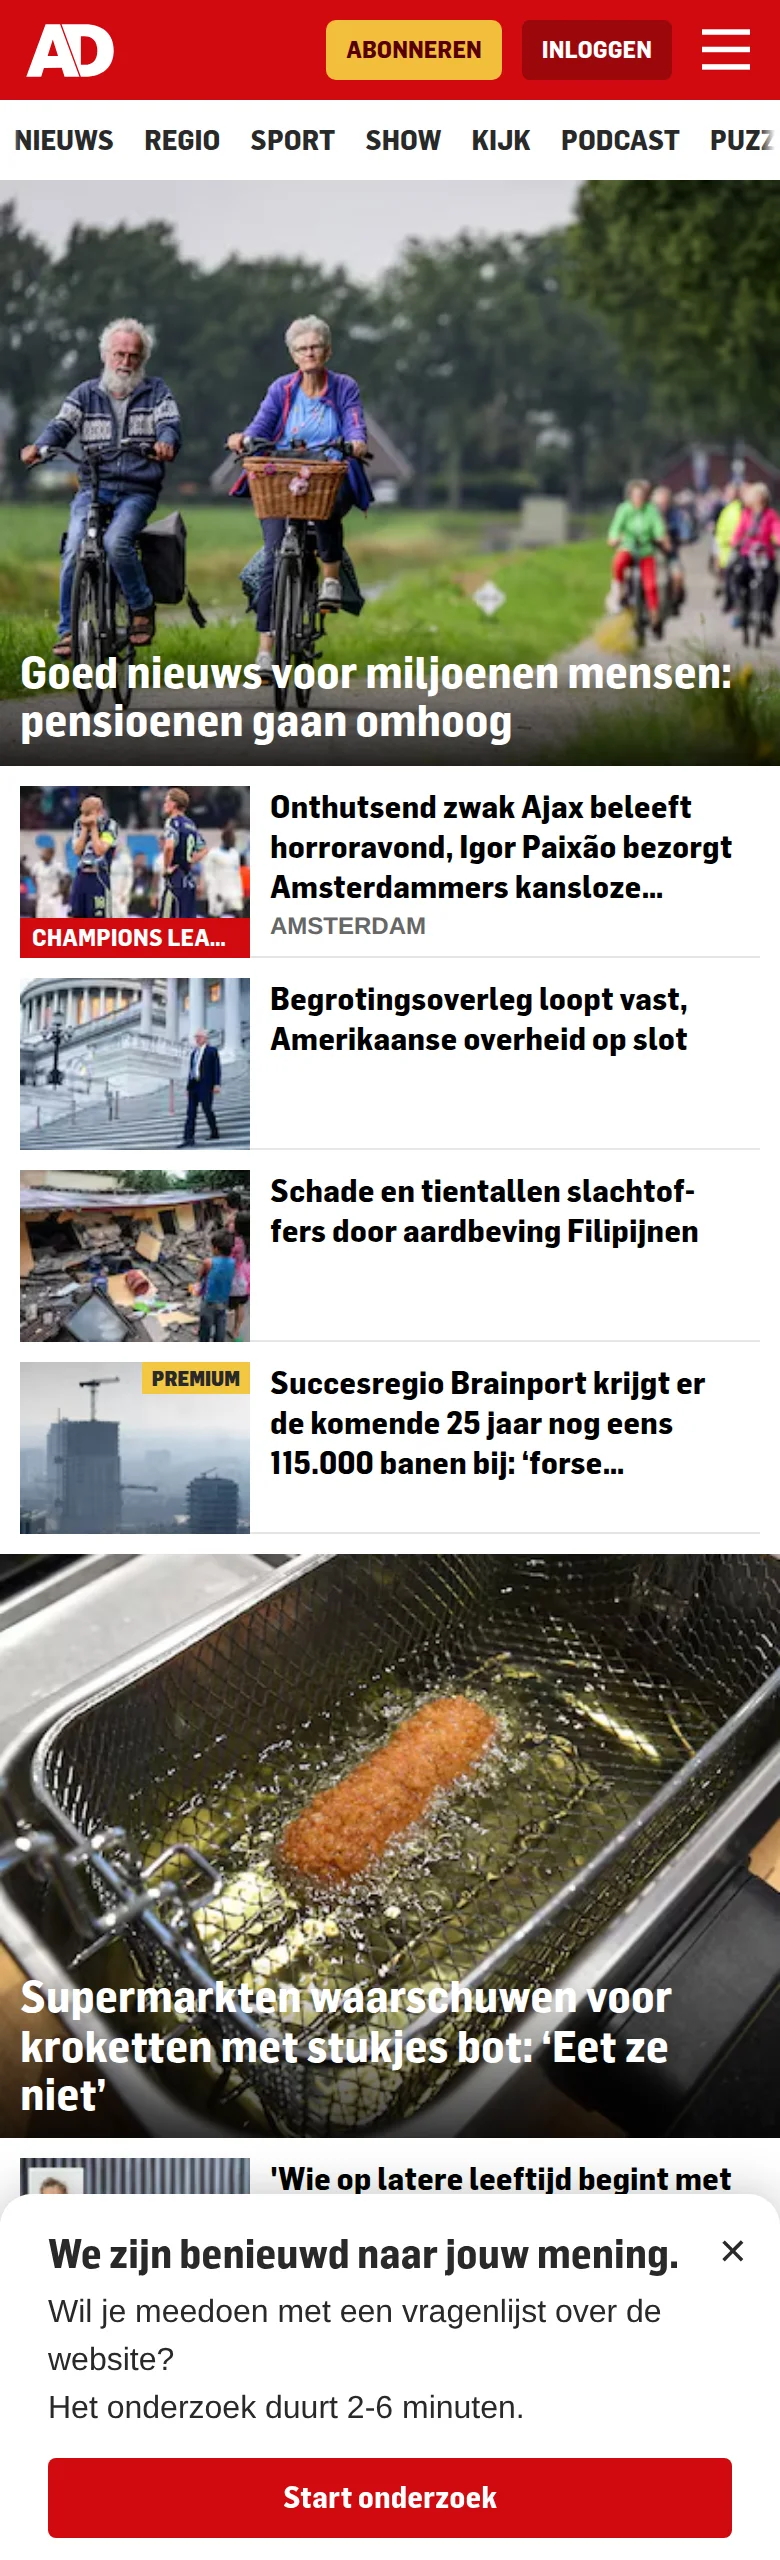 AD
ABONNEREN
INLOGGEN
NIEUWS REGIO SPORT SHOW KIJK PODCAST PUZZ
Goed nieuws voor miljoenen mensen:
pensioenen gaan omhoog
CHAMPIONS LEA...
Onthutsend zwak Ajax beleeft
horroravond, Igor Paixão bezorgt
Amsterdammers kansloze...
AMSTERDAM
Begrotingsoverleg loopt vast,
Amerikaanse overheid op slot
Schade en tientallen slachtof-
fers door aardbeving Filipijnen
PREMIUM
Succesregio Brainport krijgt er
de komende 25 jaar nog eens
115.000 banen bij: ‘forse...
Supermarkten waarschuwen voor
kroketten met stukjes bot: ‘Eet ze
niet’
'Wie op latere leeftijd begint met
We zijn benieuwd naar jouw mening.
Wil je meedoen met een vragenlijst over de
website?
Het onderzoek duurt 2-6 minuten.
Start onderzoek